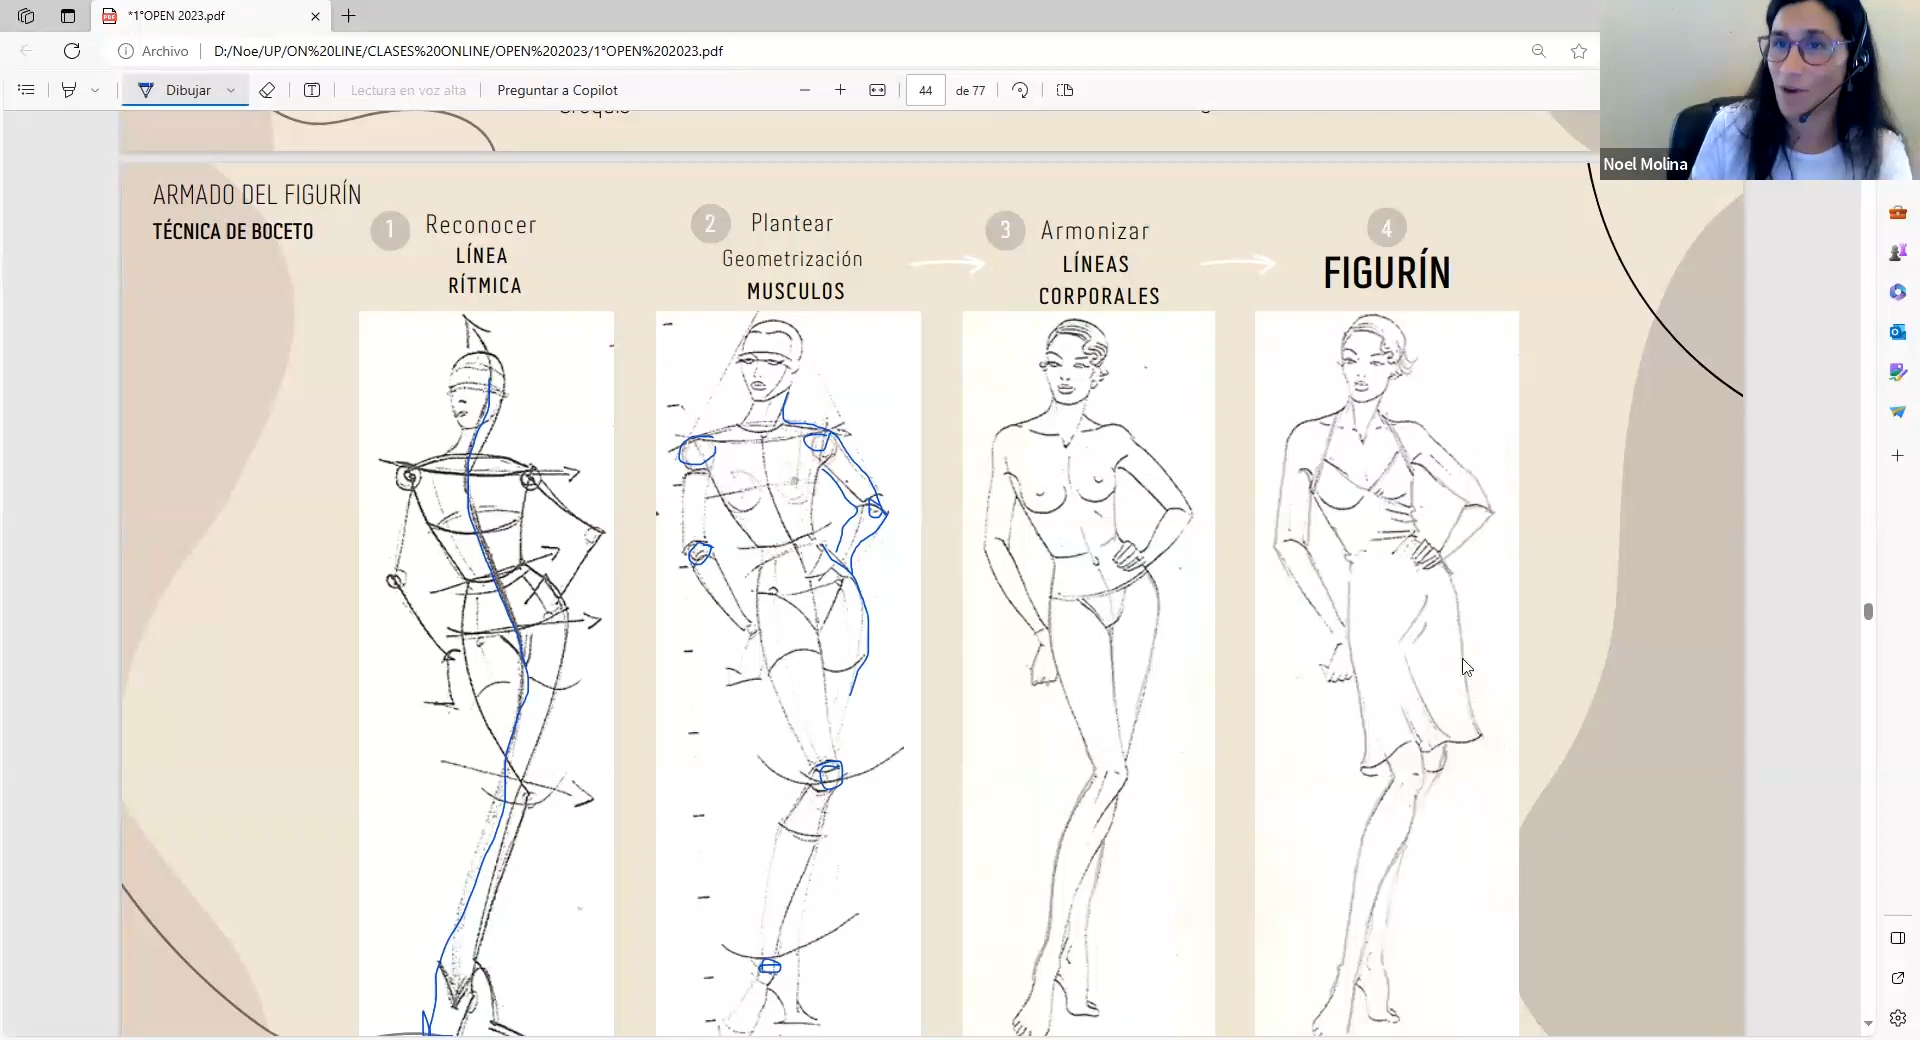 *1°OPEN 2023.pdf
Archivo
D:/Noe/UP/ON%20LINE/CLASES%20ONLINE/OPEN%202023/1°OPEN%202023.pdf
Dibujar
Lectura en voz alta
Preguntar a Copilot
44
de 77
Noel Molina
ARMADO DEL FIGURÍN
TÉCNICA DE BOCETO
1
Reconocer
LÍNEA
RÍTMICA
2
Plantear
Geometrización
MUSCULOS
3
Armonizar
LÍNEAS
CORPORALES
4
FIGURÍN